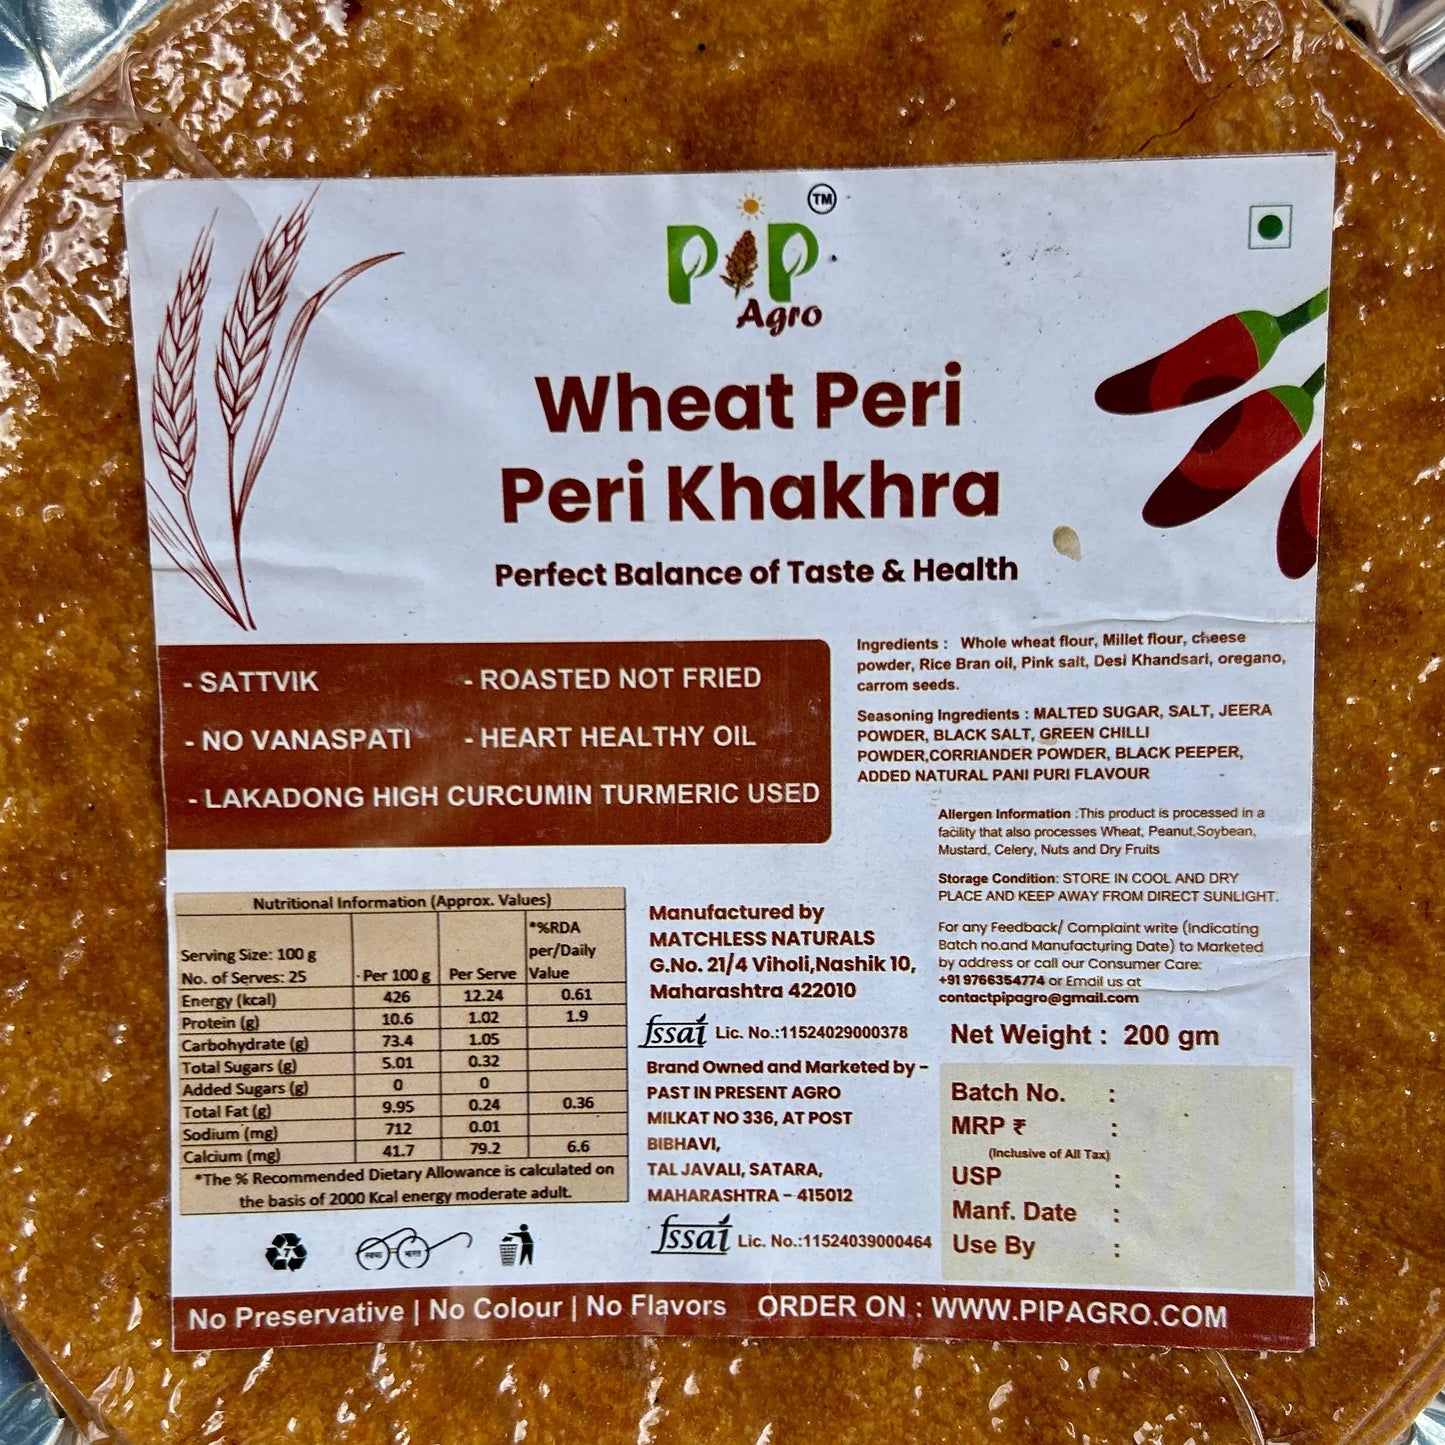 TM
PiP
Agro
Wheat Peri
Peri Khakhra
Perfect Balance of Taste & Health
- SATTVIK
- ROASTED NOT FRIED
- NO VANASPATI
- HEART HEALTHY OIL
- LAKADONG HIGH CURCUMIN TURMERIC USED
Ingredients : Whole wheat flour, Millet flour, cheese
powder, Rice Bran oil, Pink salt, Desi Khandsari, oregano,
carrom seeds.
Seasoning Ingredients : MALTED SUGAR, SALT, JEERA
POWDER, BLACK SALT, GREEN CHILLI
POWDER,CORRIANDER POWDER, BLACK PEEPER,
ADDED NATURAL PANI PURI FLAVOUR
Allergen Information :This product is processed in a
facility that also processes Wheat, Peanut,Soybean,
Mustard, Celery, Nuts and Dry Fruits
Storage Condition: STORE IN COOL AND DRY
PLACE AND KEEP AWAY FROM DIRECT SUNLIGHT.
For any Feedback/ Complaint write (Indicating
Batch no.and Manufacturing Date) to Marketed
by address or call our Consumer Care:
+91 9766354774 or Email us at
contactpipagro@gmail.com
Net Weight : 200 gm
Batch No. :
MRP ₹ :
(Inclusive of All Tax)
USP :
Manf. Date :
Use By :
Nutritional Information (Approx. Values)
Serving Size: 100 g
No. of Serves: 25
Per 100 g
Per Serve
*%RDA
per/Daily
Value
Energy (kcal) 426 12.24 0.61
Protein (g) 10.6 1.02 1.9
Carbohydrate (g) 73.4 1.05
Total Sugars (g) 5.01 0.32
Added Sugars (g) 0 0
Total Fat (g) 9.95 0.24 0.36
Sodium (mg) 712 0.01
Calcium (mg) 41.7 79.2 6.6
*The % Recommended Dietary Allowance is calculated on
the basis of 2000 Kcal energy moderate adult.
7
स्वच्छ भारत
Manufactured by
MATCHLESS NATURALS
G.No. 21/4 Viholi,Nashik 10,
Maharashtra 422010
fssai Lic. No.:11524029000378
Brand Owned and Marketed by -
PAST IN PRESENT AGRO
MILKAT NO 336, AT POST
BIBHAVI,
TAL JAVALI, SATARA,
MAHARASHTRA - 415012
fssai Lic. No.:11524039000464
No Preservative | No Colour | No Flavors ORDER ON : WWW.PIPAGRO.COM